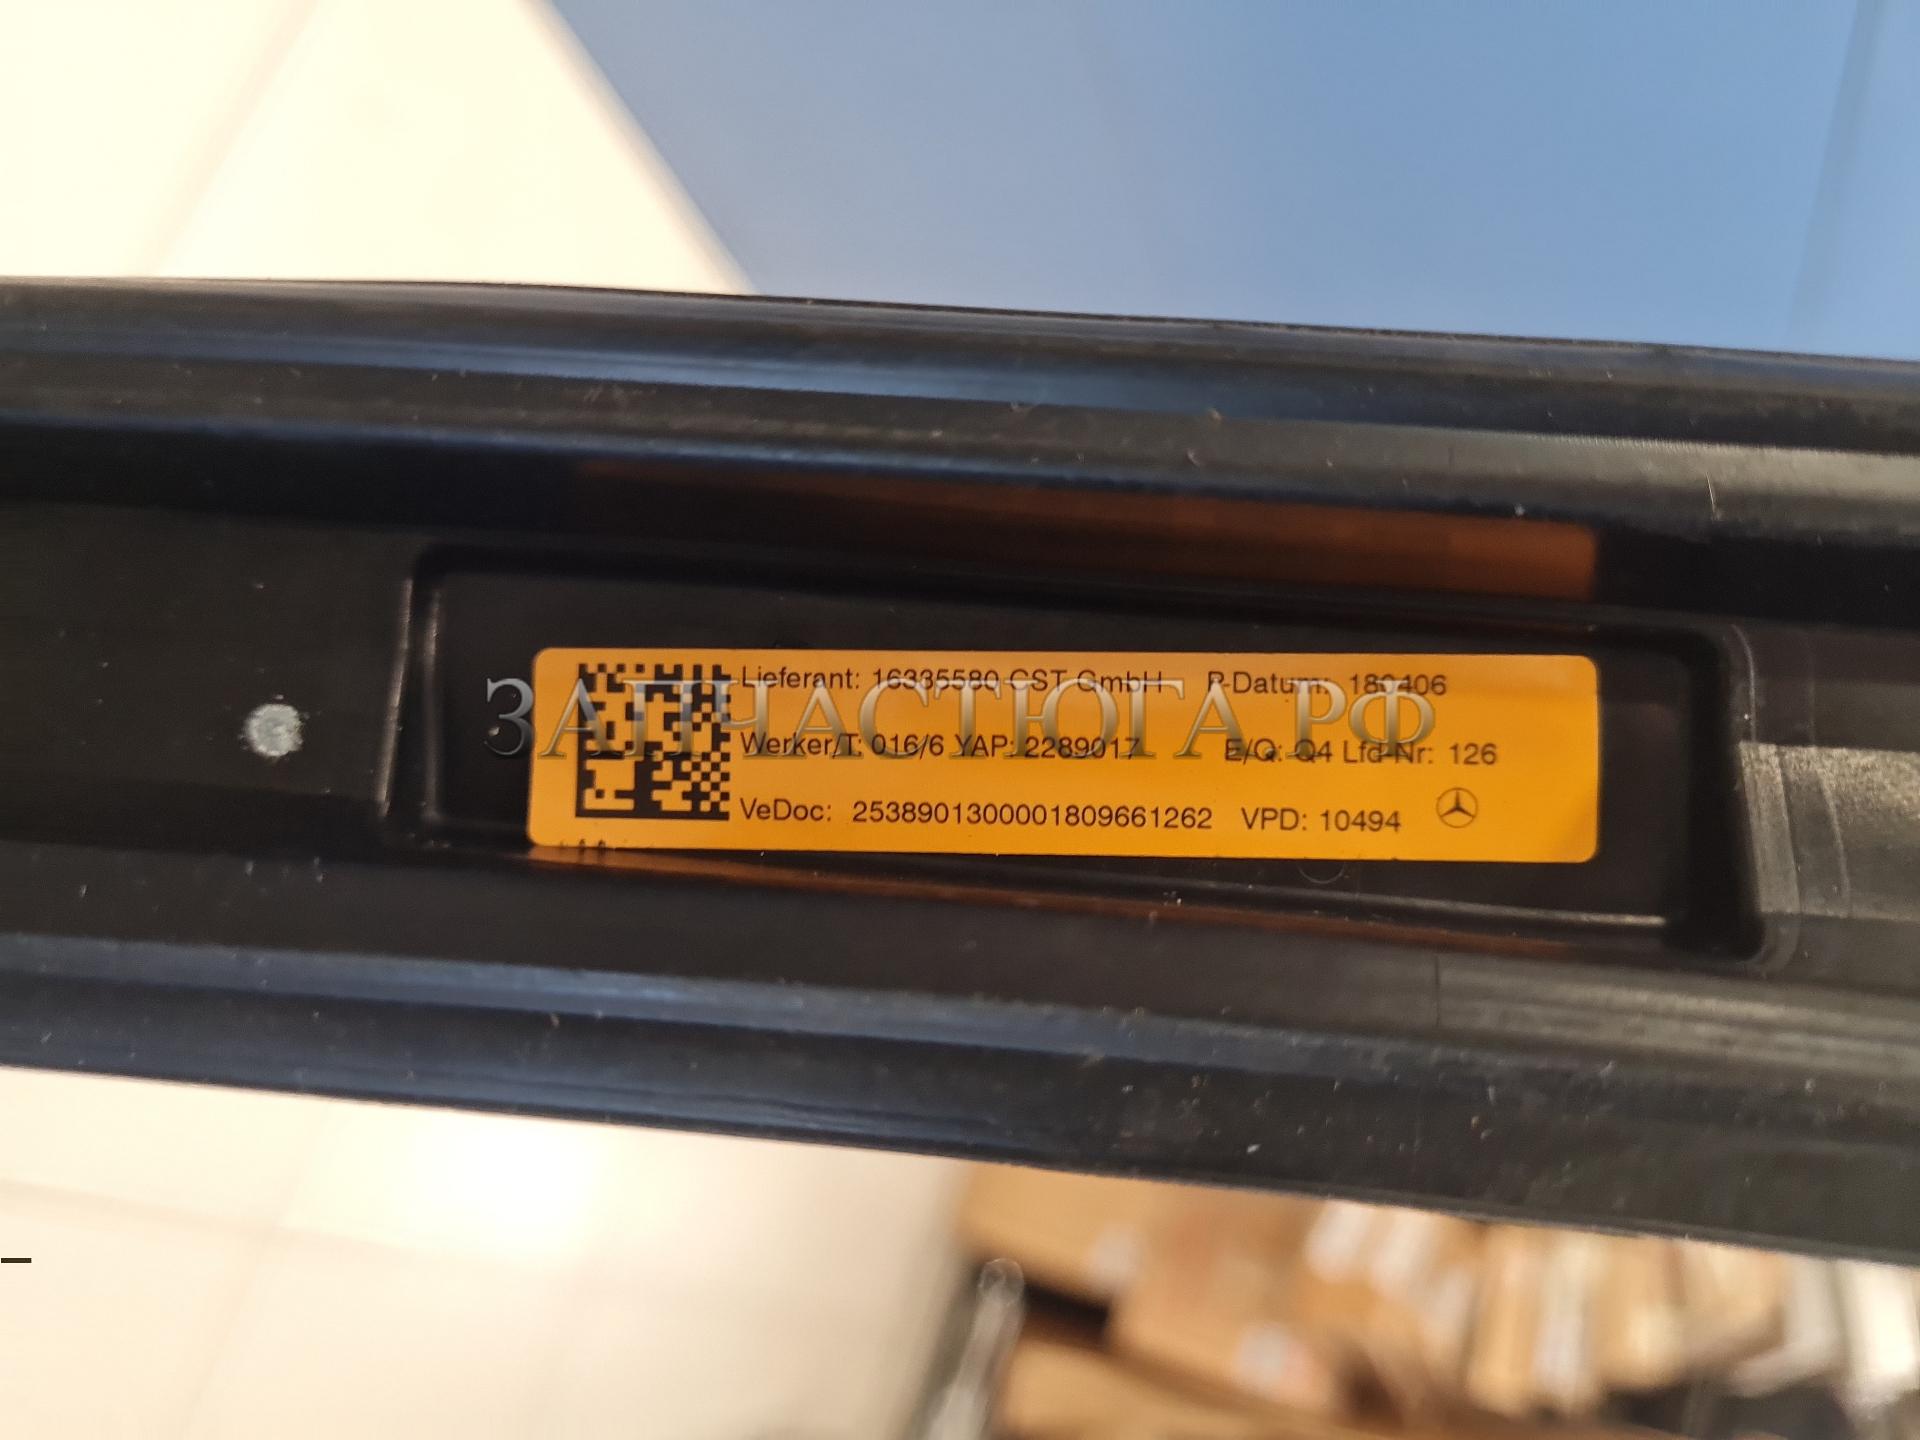 Lieferant: 16335580 CST GmbH P-Datum: 180406
ЗАПЧАСТЮГА.РФ
Werker/T: 016/6 YAP: 2289017 E/Q: Q4 Lfd-Nr: 126
VeDoc: 2538901300001809661262 VPD: 10494